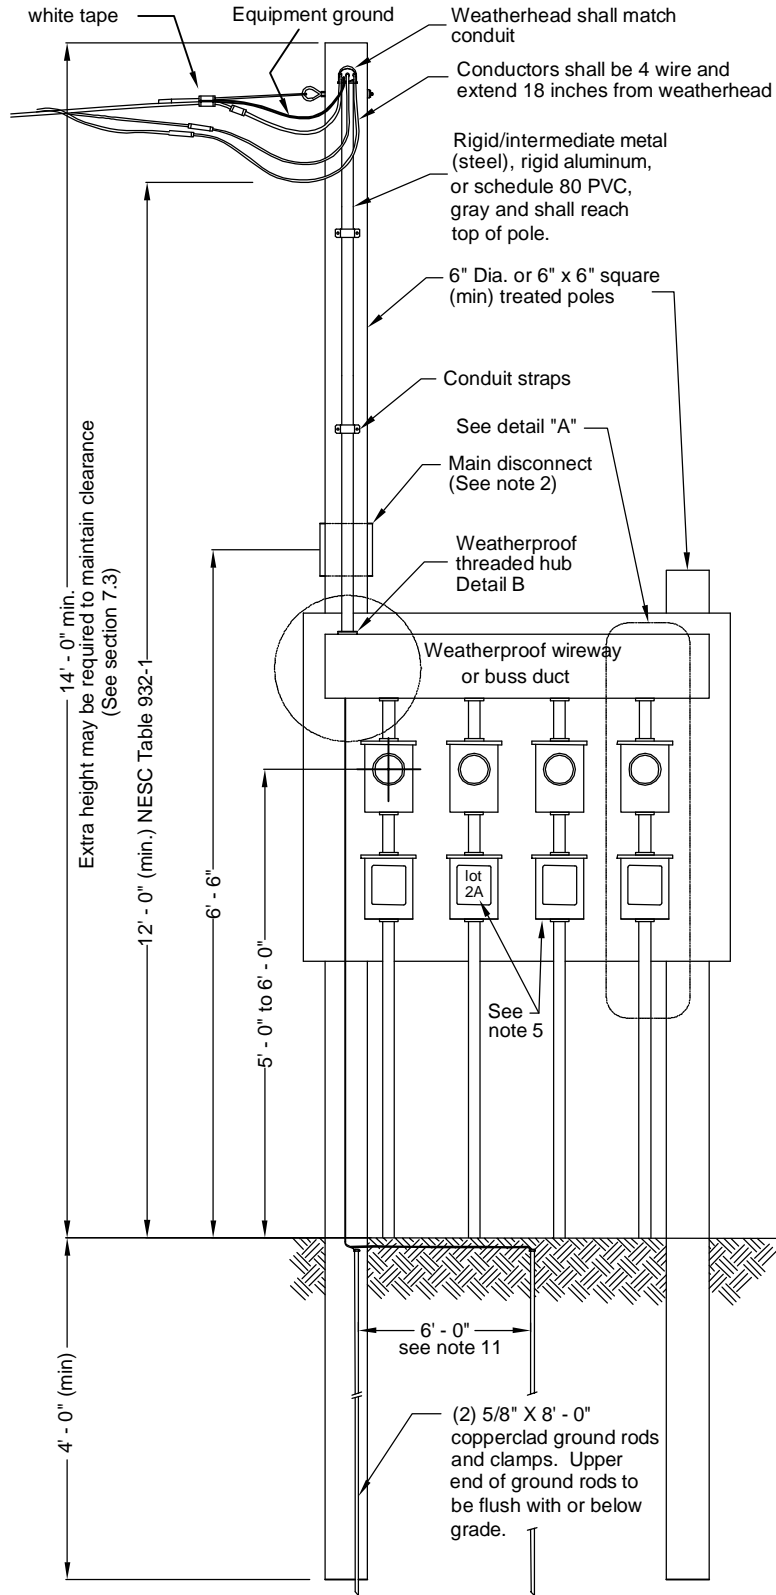 white tape
Equipment ground
Weatherhead shall match
conduit
Conductors shall be 4 wire and
extend 18 inches from weatherhead
Rigid/intermediate metal
(steel), rigid aluminum,
or schedule 80 PVC,
gray and shall reach
top of pole.
6" Dia. or 6" x 6" square
(min) treated poles
Conduit straps
See detail "A"
Main disconnect
(See note 2)
Weatherproof
threaded hub
Detail B
Weatherproof wireway
or buss duct
14' - 0" min.
Extra height may be required to maintain clearance
(See section 7.3)
12' - 0" (min.) NESC Table 932-1
6' - 6"
5' - 0" to 6' - 0"
lot
2A
See
note 5
6' - 0"
see note 11
4' - 0" (min)
(2) 5/8" X 8' - 0"
copperclad ground rods
and clamps. Upper
end of ground rods to
be flush with or below
grade.